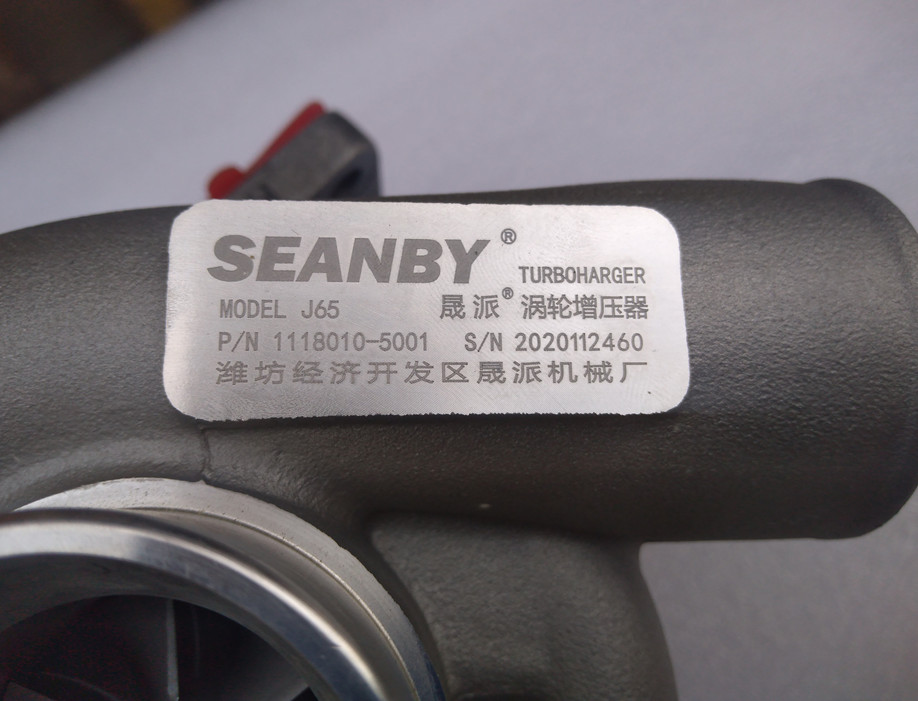 SEANBY® TURBOHARGER
MODEL J65 晟派® 涡轮增压器
P/N 1118010-5001 S/N 2020112460
潍坊经济开发区晟派机械厂